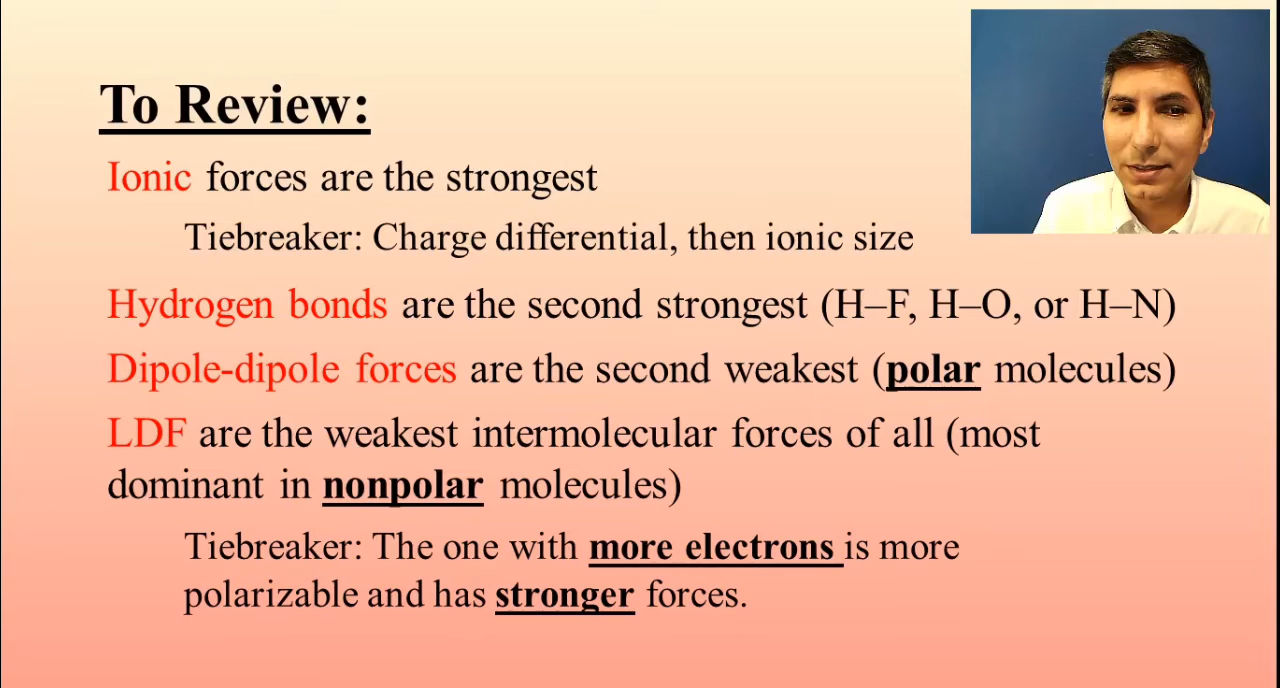 To Review:
Ionic forces are the strongest
Tiebreaker: Charge differential, then ionic size
Hydrogen bonds are the second strongest (H–F, H–O, or H–N)
Dipole-dipole forces are the second weakest (polar molecules)
LDF are the weakest intermolecular forces of all (most
dominant in nonpolar molecules)
Tiebreaker: The one with more electrons is more
polarizable and has stronger forces.